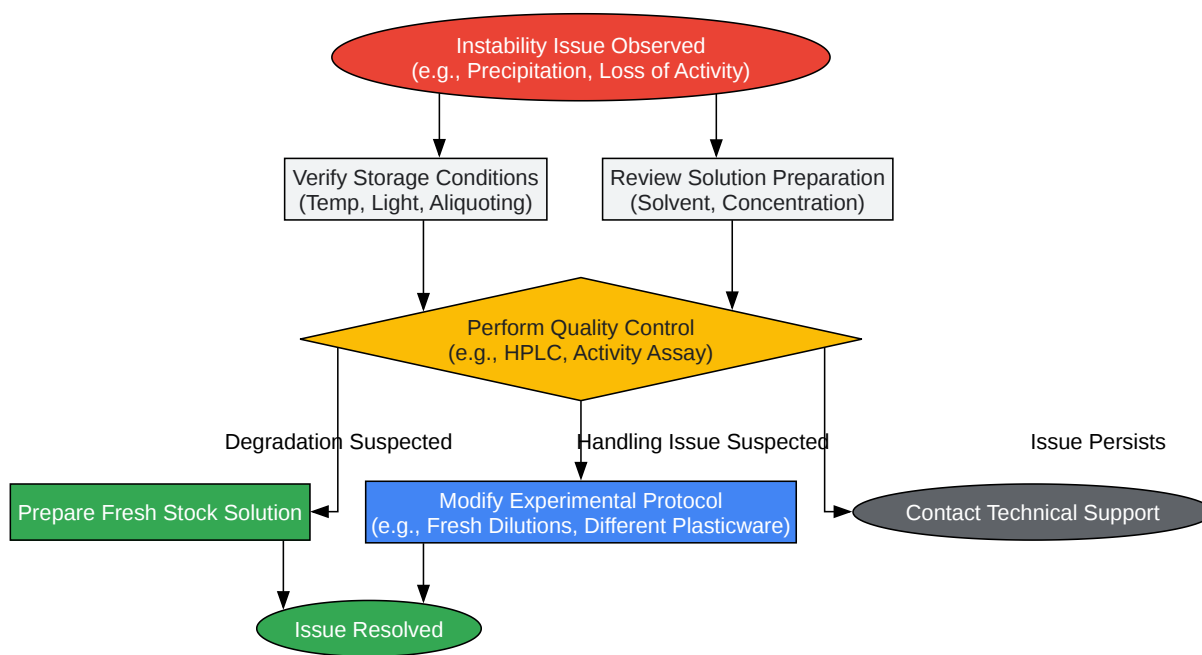 Instability Issue Observed
(e.g., Precipitation, Loss of Activity)
Verify Storage Conditions
(Temp, Light, Aliquoting)
Review Solution Preparation
(Solvent, Concentration)
Perform Quality Control
(e.g., HPLC, Activity Assay)
Degradation Suspected
Handling Issue Suspected
Issue Persists
Prepare Fresh Stock Solution
Modify Experimental Protocol
(e.g., Fresh Dilutions, Different Plasticware)
Contact Technical Support
Issue Resolved